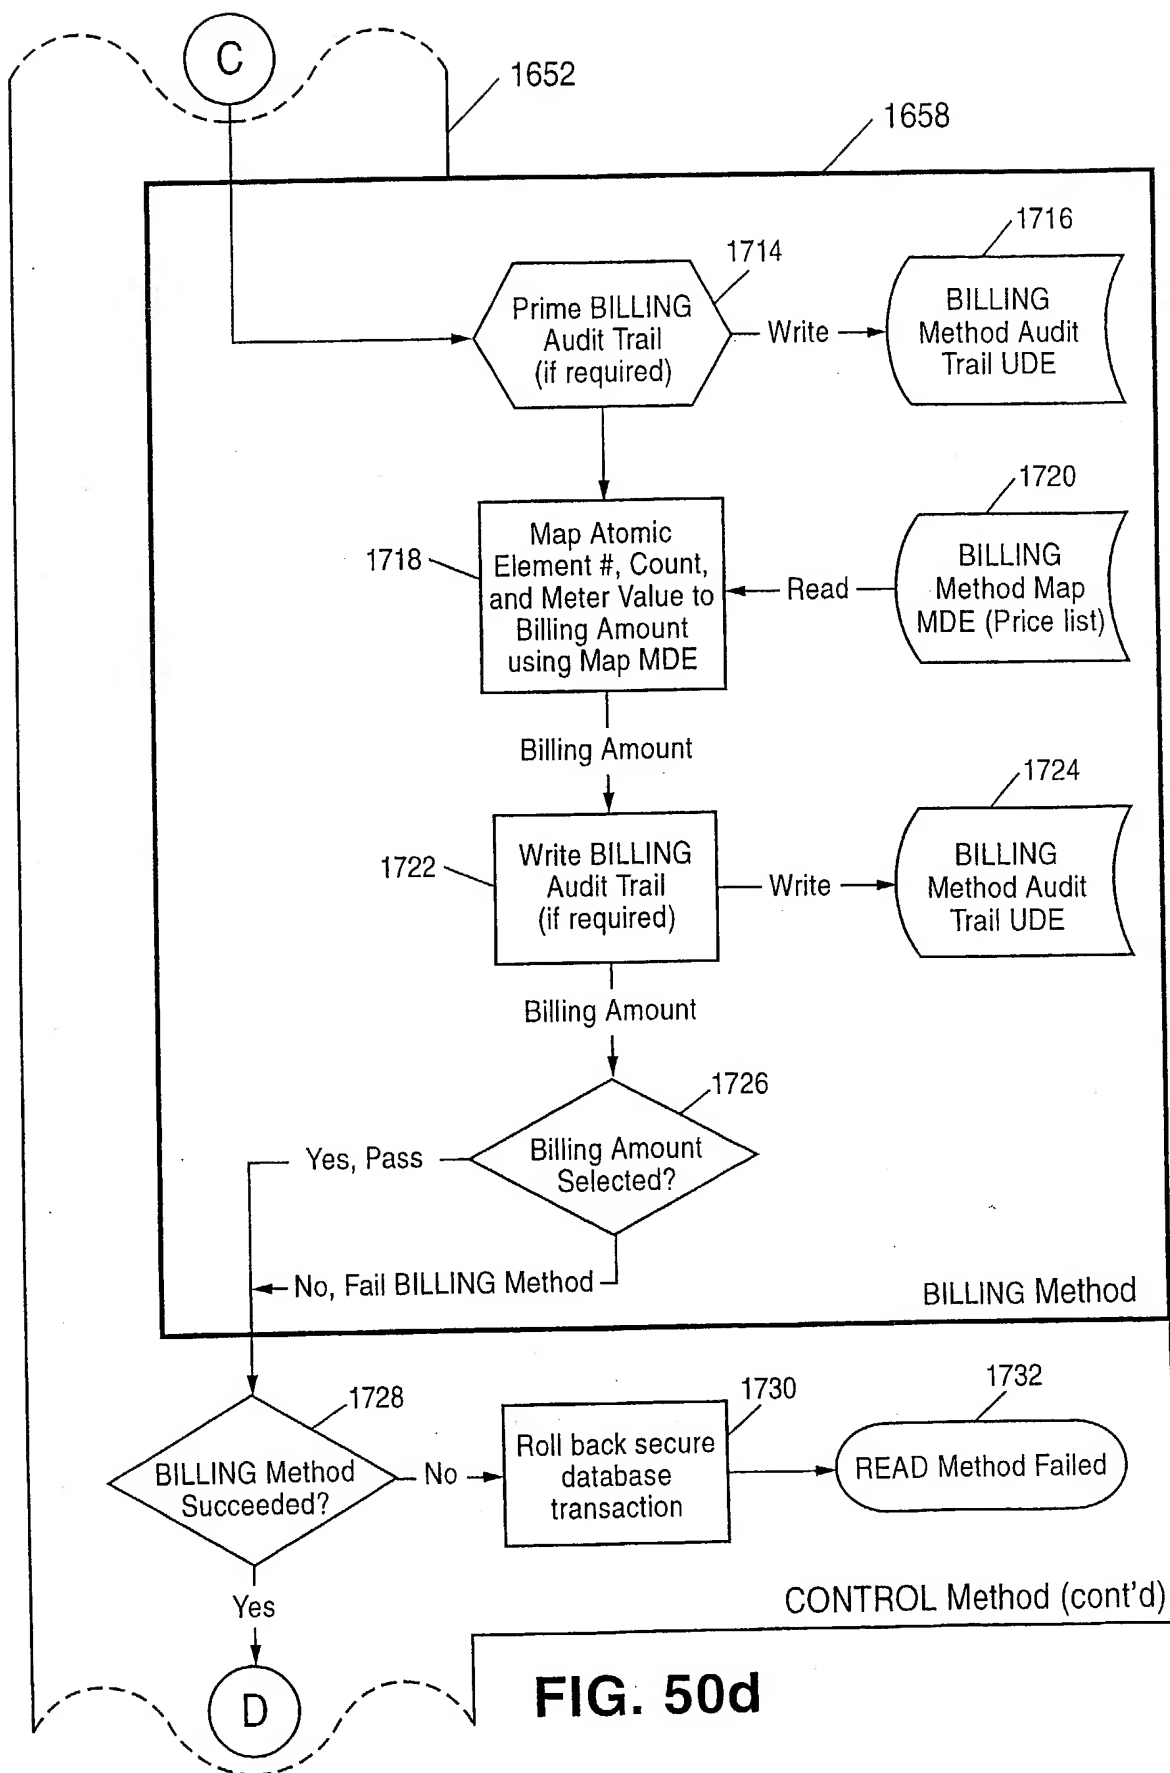 C
1652
1658
1714
Prime BILLING
Audit Trail
(if required)
Write
1716
BILLING
Method Audit
Trail UDE
1718
Map Atomic
Element #, Count,
and Meter Value to
Billing Amount
using Map MDE
Read
1720
BILLING
Method Map
MDE (Price list)
Billing Amount
1722
Write BILLING
Audit Trail
(if required)
Write
1724
BILLING
Method Audit
Trail UDE
Billing Amount
1726
Billing Amount
Selected?
Yes, Pass
No, Fail BILLING Method
BILLING Method
1728
BILLING Method
Succeeded?
No
1730
Roll back secure
database
transaction
1732
READ Method Failed
Yes
CONTROL Method (cont'd)
D
FIG. 50d